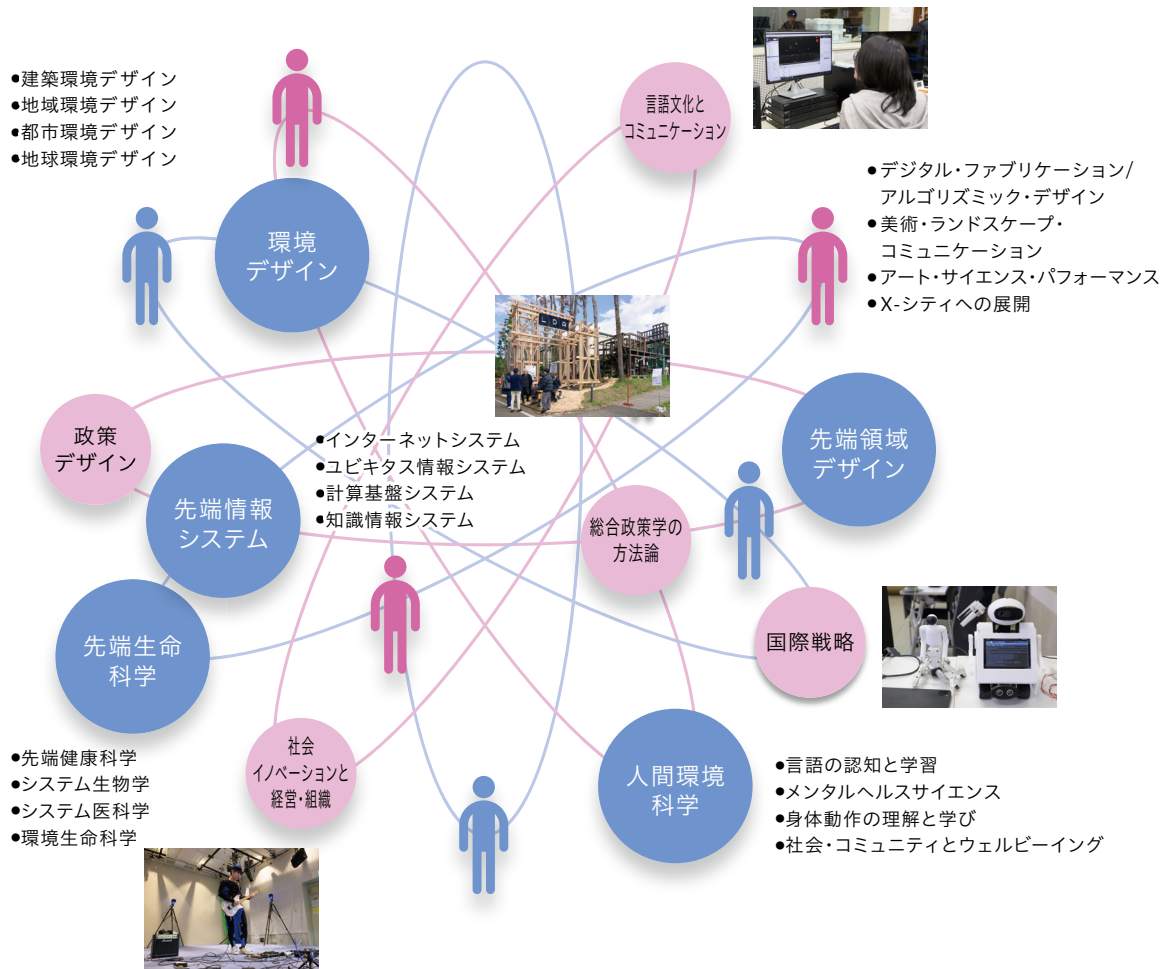 ●建築環境デザイン
●地域環境デザイン
●都市環境デザイン
●地球環境デザイン
環境
デザイン
言語文化と
コミュニケーション
●デジタル・ファブリケーション/
アルゴリズミック・デザイン
●美術・ランドスケープ・
コミュニケーション
●アート・サイエンス・パフォーマンス
●X-シティへの展開
政策
デザイン
先端情報
システム
●インターネットシステム
●ユビキタス情報システム
●計算基盤システム
●知識情報システム
総合政策学の
方法論
先端領域
デザイン
先端生命
科学
●先端健康科学
●システム生物学
●システム医科学
●環境生命科学
社会
イノベーションと
経営・組織
国際戦略
人間環境
科学
●言語の認知と学習
●メンタルヘルスサイエンス
●身体動作の理解と学び
●社会・コミュニティとウェルビーイング